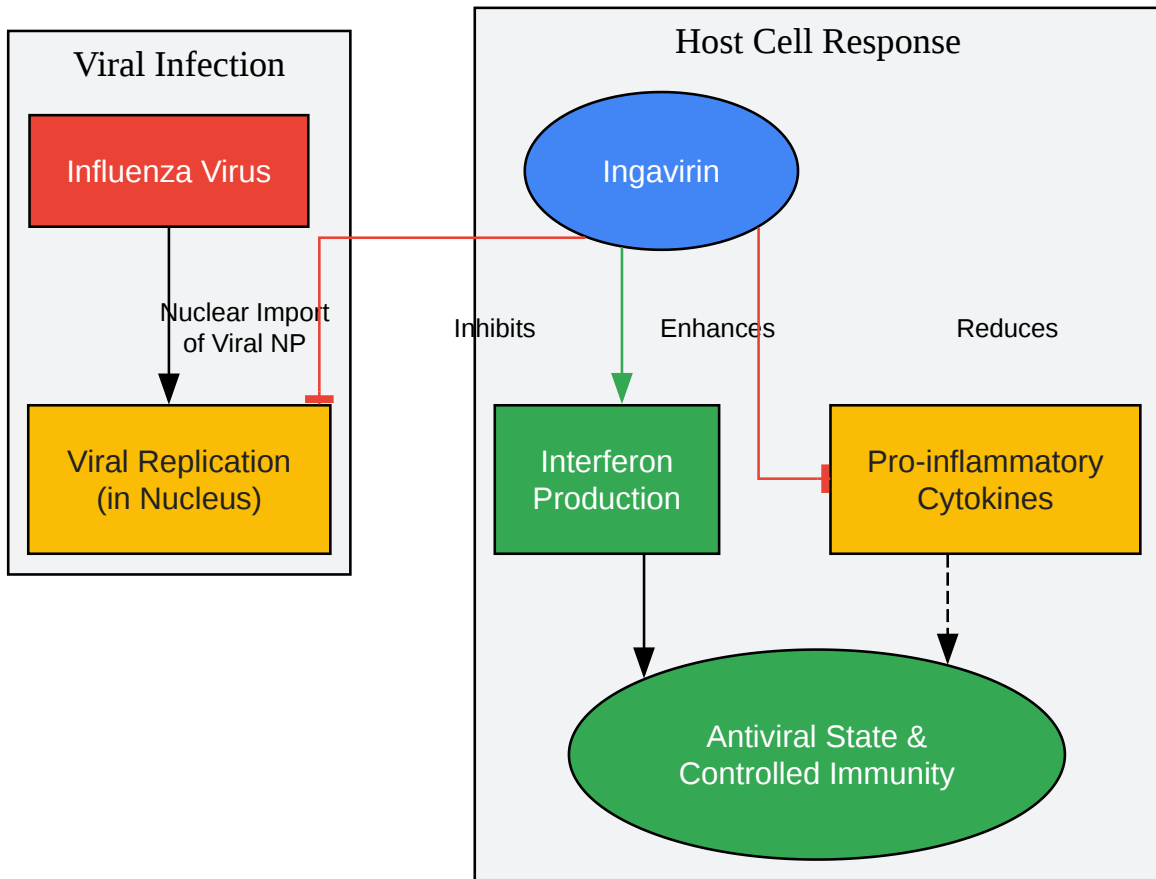 Viral Infection
Host Cell Response
Influenza Virus
Ingavirin
Nuclear Import
of Viral NP
Inhibits
Enhances
Reduces
Viral Replication
(in Nucleus)
Interferon
Production
Pro-inflammatory
Cytokines
Antiviral State &
Controlled Immunity